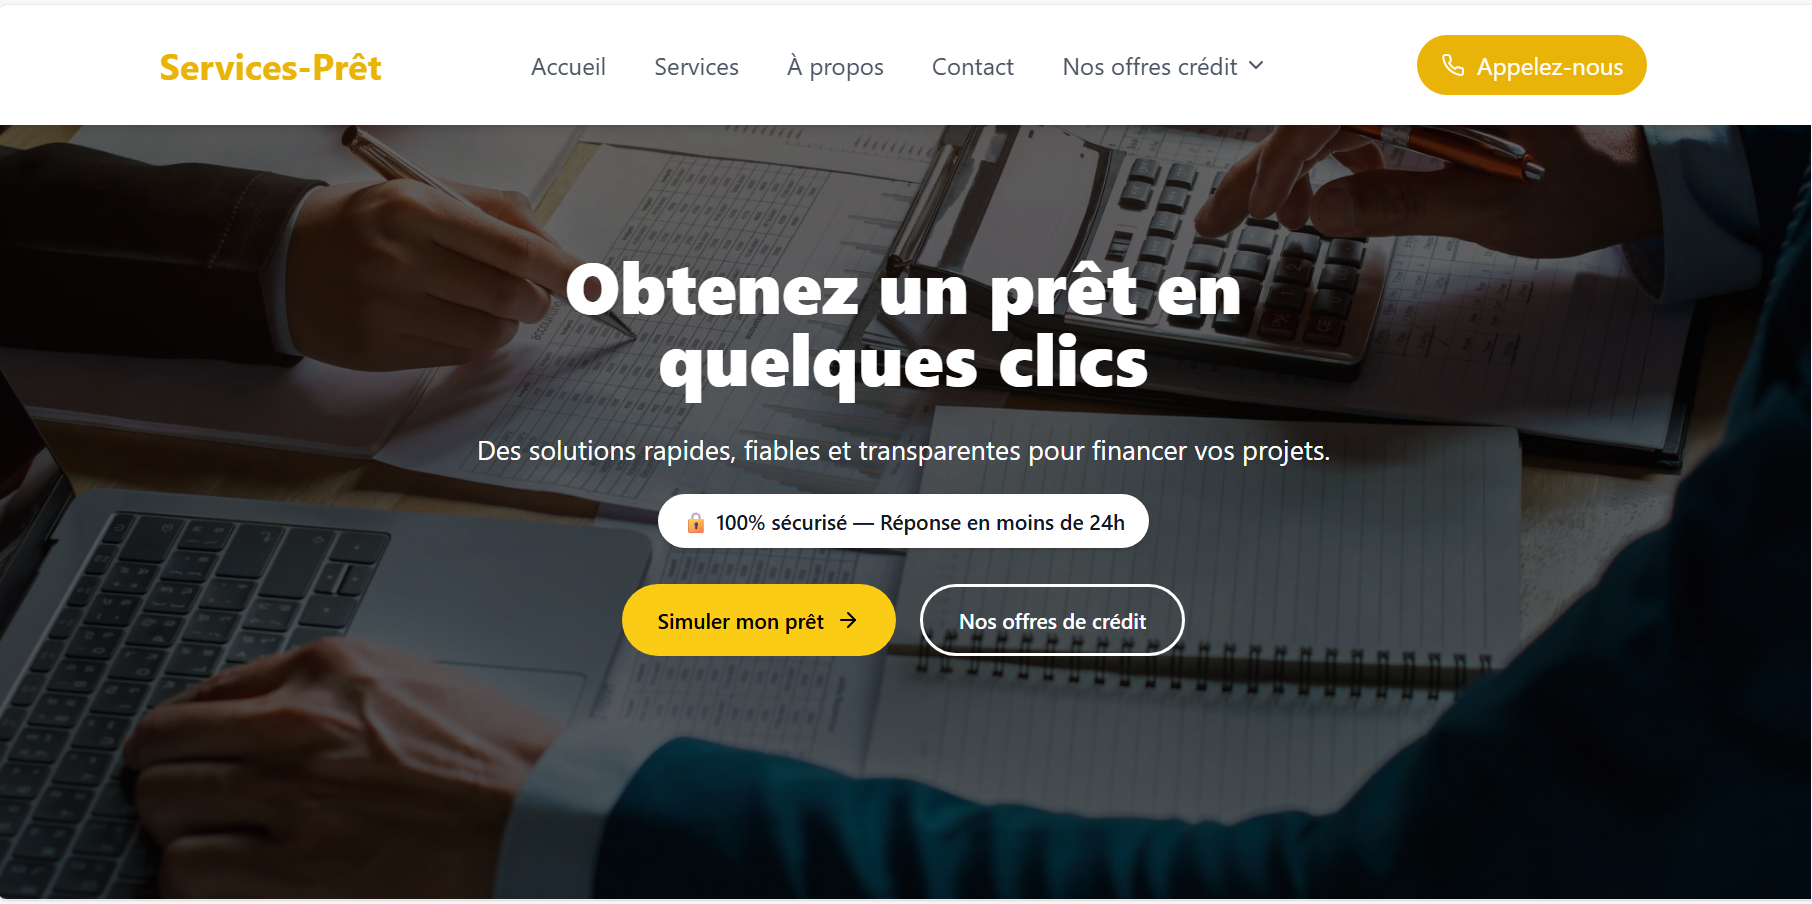 Services-Prêt
Accueil
Services
À propos
Contact
Nos offres crédit
Appelez-nous
Obtenez un prêt en
quelques clics
Des solutions rapides, fiables et transparentes pour financer vos projets.
🔒 100% sécurisé — Réponse en moins de 24h
Simuler mon prêt →
Nos offres de crédit